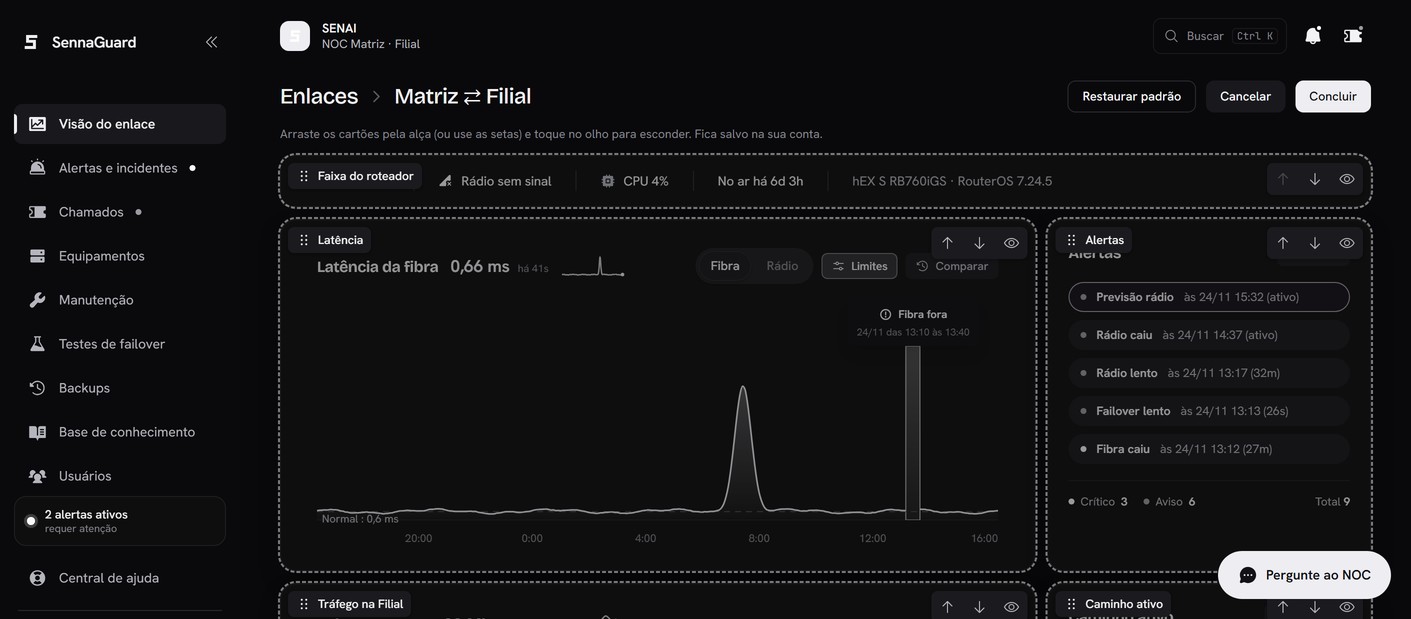 SennaGuard
SENAI
NOC Matriz · Filial
Buscar Ctrl K
Enlaces > Matriz ⇄ Filial
Restaurar padrão
Cancelar
Concluir
Arraste os cartões pela alça (ou use as setas) e toque no olho para esconder. Fica salvo na sua conta.
Visão do enlace
Alertas e incidentes
Chamados
Equipamentos
Manutenção
Testes de failover
Backups
Base de conhecimento
Usuários
2 alertas ativos
requer atenção
Central de ajuda
Faixa do roteador
Rádio sem sinal
CPU 4%
No ar há 6d 3h
hEX S RB760iGS · RouterOS 7.24.5
Latência
Latência da fibra 0,66 ms há 41s
Fibra
Rádio
Limites
Comparar
Fibra fora
24/11 das 13:10 às 13:40
Normal : 0,6 ms
20:00 0:00 4:00 8:00 12:00 16:00
Alertas
Alertas
Previsão rádio às 24/11 15:32 (ativo)
Rádio caiu às 24/11 14:37 (ativo)
Rádio lento às 24/11 13:17 (32m)
Failover lento às 24/11 13:13 (26s)
Fibra caiu às 24/11 13:12 (27m)
Crítico 3 Aviso 6 Total 9
Pergunte ao NOC
Tráfego na Filial
Caminho ativo